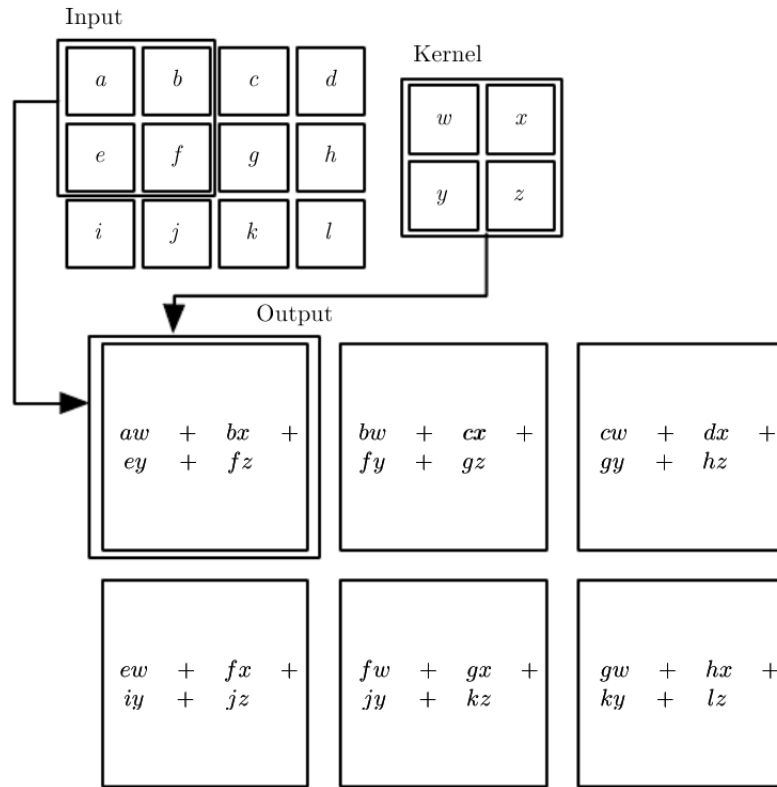 Input
Kernel
a b c d
e f g h
i j k l
w x
y z
Output
aw + bx +
ey + fz
bw + cx +
fy + gz
cw + dx +
gy + hz
ew + fx +
iy + jz
fw + gx +
jy + kz
gw + hx +
ky + lz